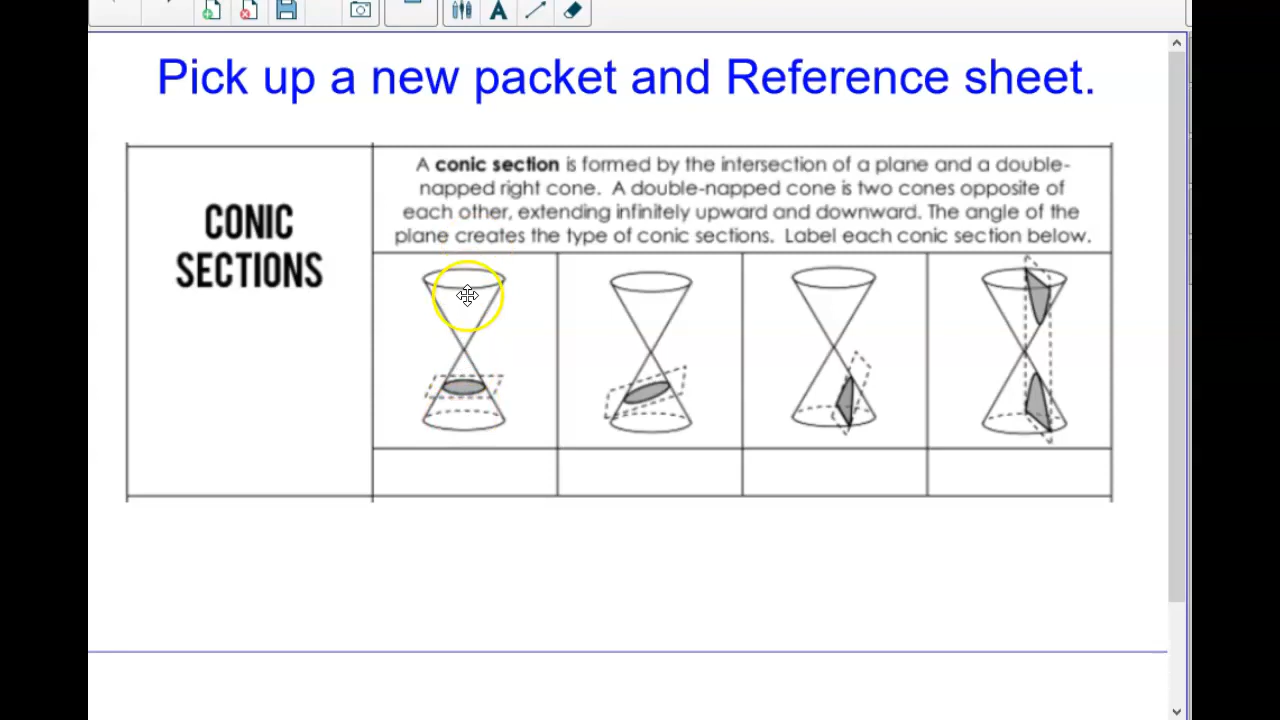 Pick up a new packet and Reference sheet.
CONIC
SECTIONS
A conic section is formed by the intersection of a plane and a double-
napped right cone. A double-napped cone is two cones opposite of
each other, extending infinitely upward and downward. The angle of the
plane creates the type of conic sections. Label each conic section below.